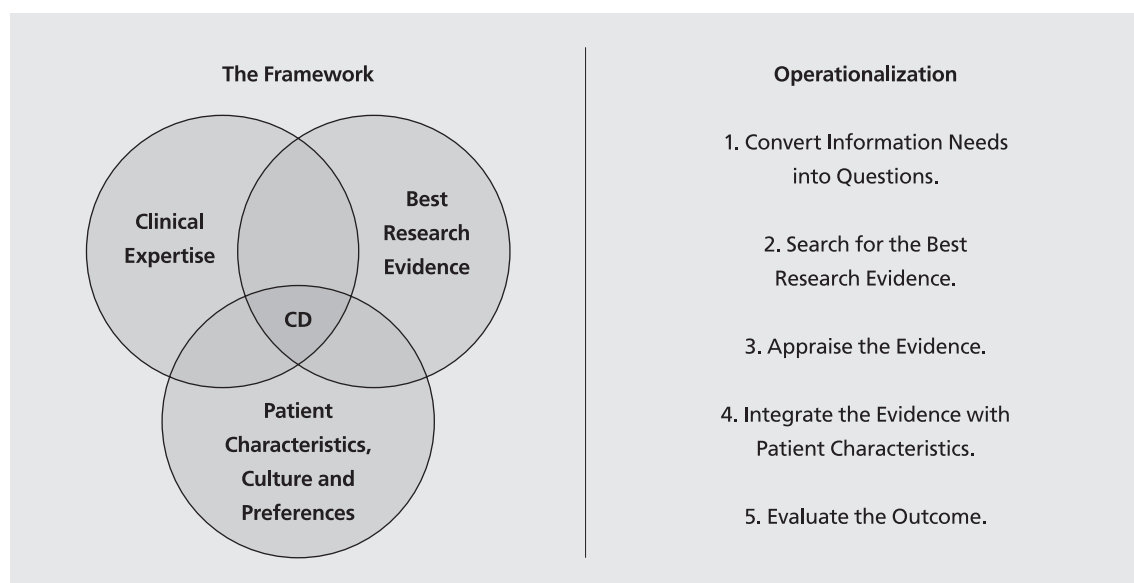 The Framework
Clinical
Expertise
Best
Research
Evidence
CD
Patient
Characteristics,
Culture and
Preferences
Operationalization
1. Convert Information Needs
into Questions.
2. Search for the Best
Research Evidence.
3. Appraise the Evidence.
4. Integrate the Evidence with
Patient Characteristics.
5. Evaluate the Outcome.